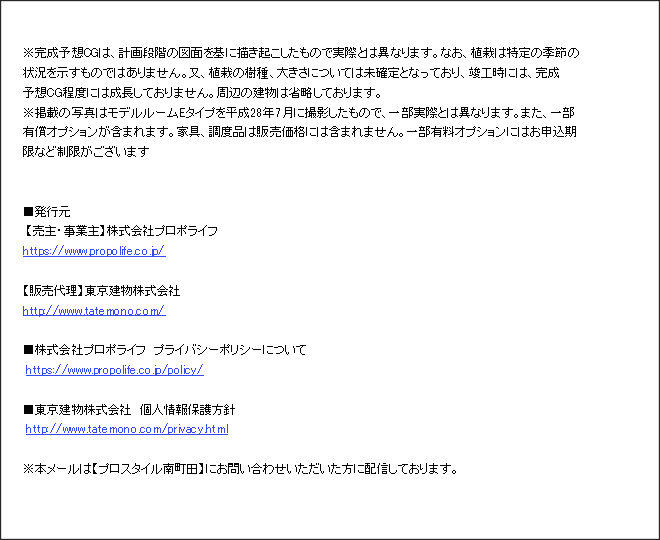 ※完成予想CGは、計画段階の図面を基に描き起こしたもので実際とは異なります。なお、植栽は特定の季節の
状況を示すものではありません。又、植栽の樹種、大きさについては未確定となっており、竣工時には、完成
予想CG程度には成長しておりません。周辺の建物は省略しております。
※掲載の写真はモデルルームEタイプを平成28年7月に撮影したもので、一部実際とは異なります。また、一部
有償オプションが含まれます。家具、調度品は販売価格には含まれません。一部有料オプションにはお申込期
限など制限がございます
■発行元
【売主・事業主】株式会社プロポライフ
https://www.propolife.co.jp/
【販売代理】東京建物株式会社
http://www.tatemono.com/
■株式会社プロポライフ プライバシーポリシーについて
https://www.propolife.co.jp/policy/
■東京建物株式会社 個人情報保護方針
http://www.tatemono.com/privacy.html
※本メールは【プロスタイル南町田】にお問い合わせいただいた方に配信しております。